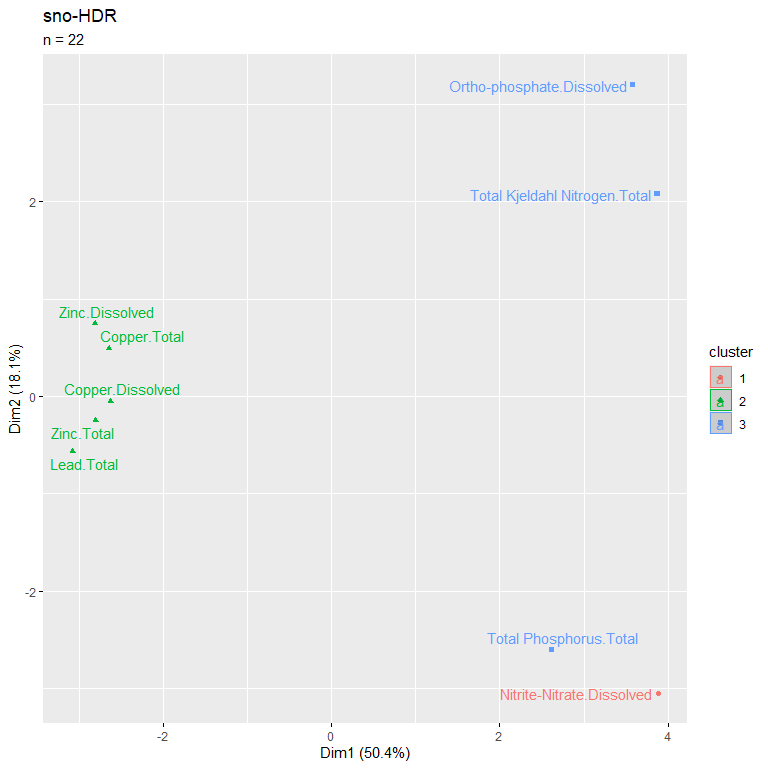 sno-HDR
n = 22
Ortho-phosphate.Dissolved
Total Kjeldahl Nitrogen.Total
2
Zinc.Dissolved
Copper.Total
cluster
a 1
Copper.Dissolved
0
a 2
Zinc.Total
a 3
Lead.Total
Dim2 (18.1%)
-2
Total Phosphorus.Total
Nitrite-Nitrate.Dissolved
-2 0 2 4
Dim1 (50.4%)